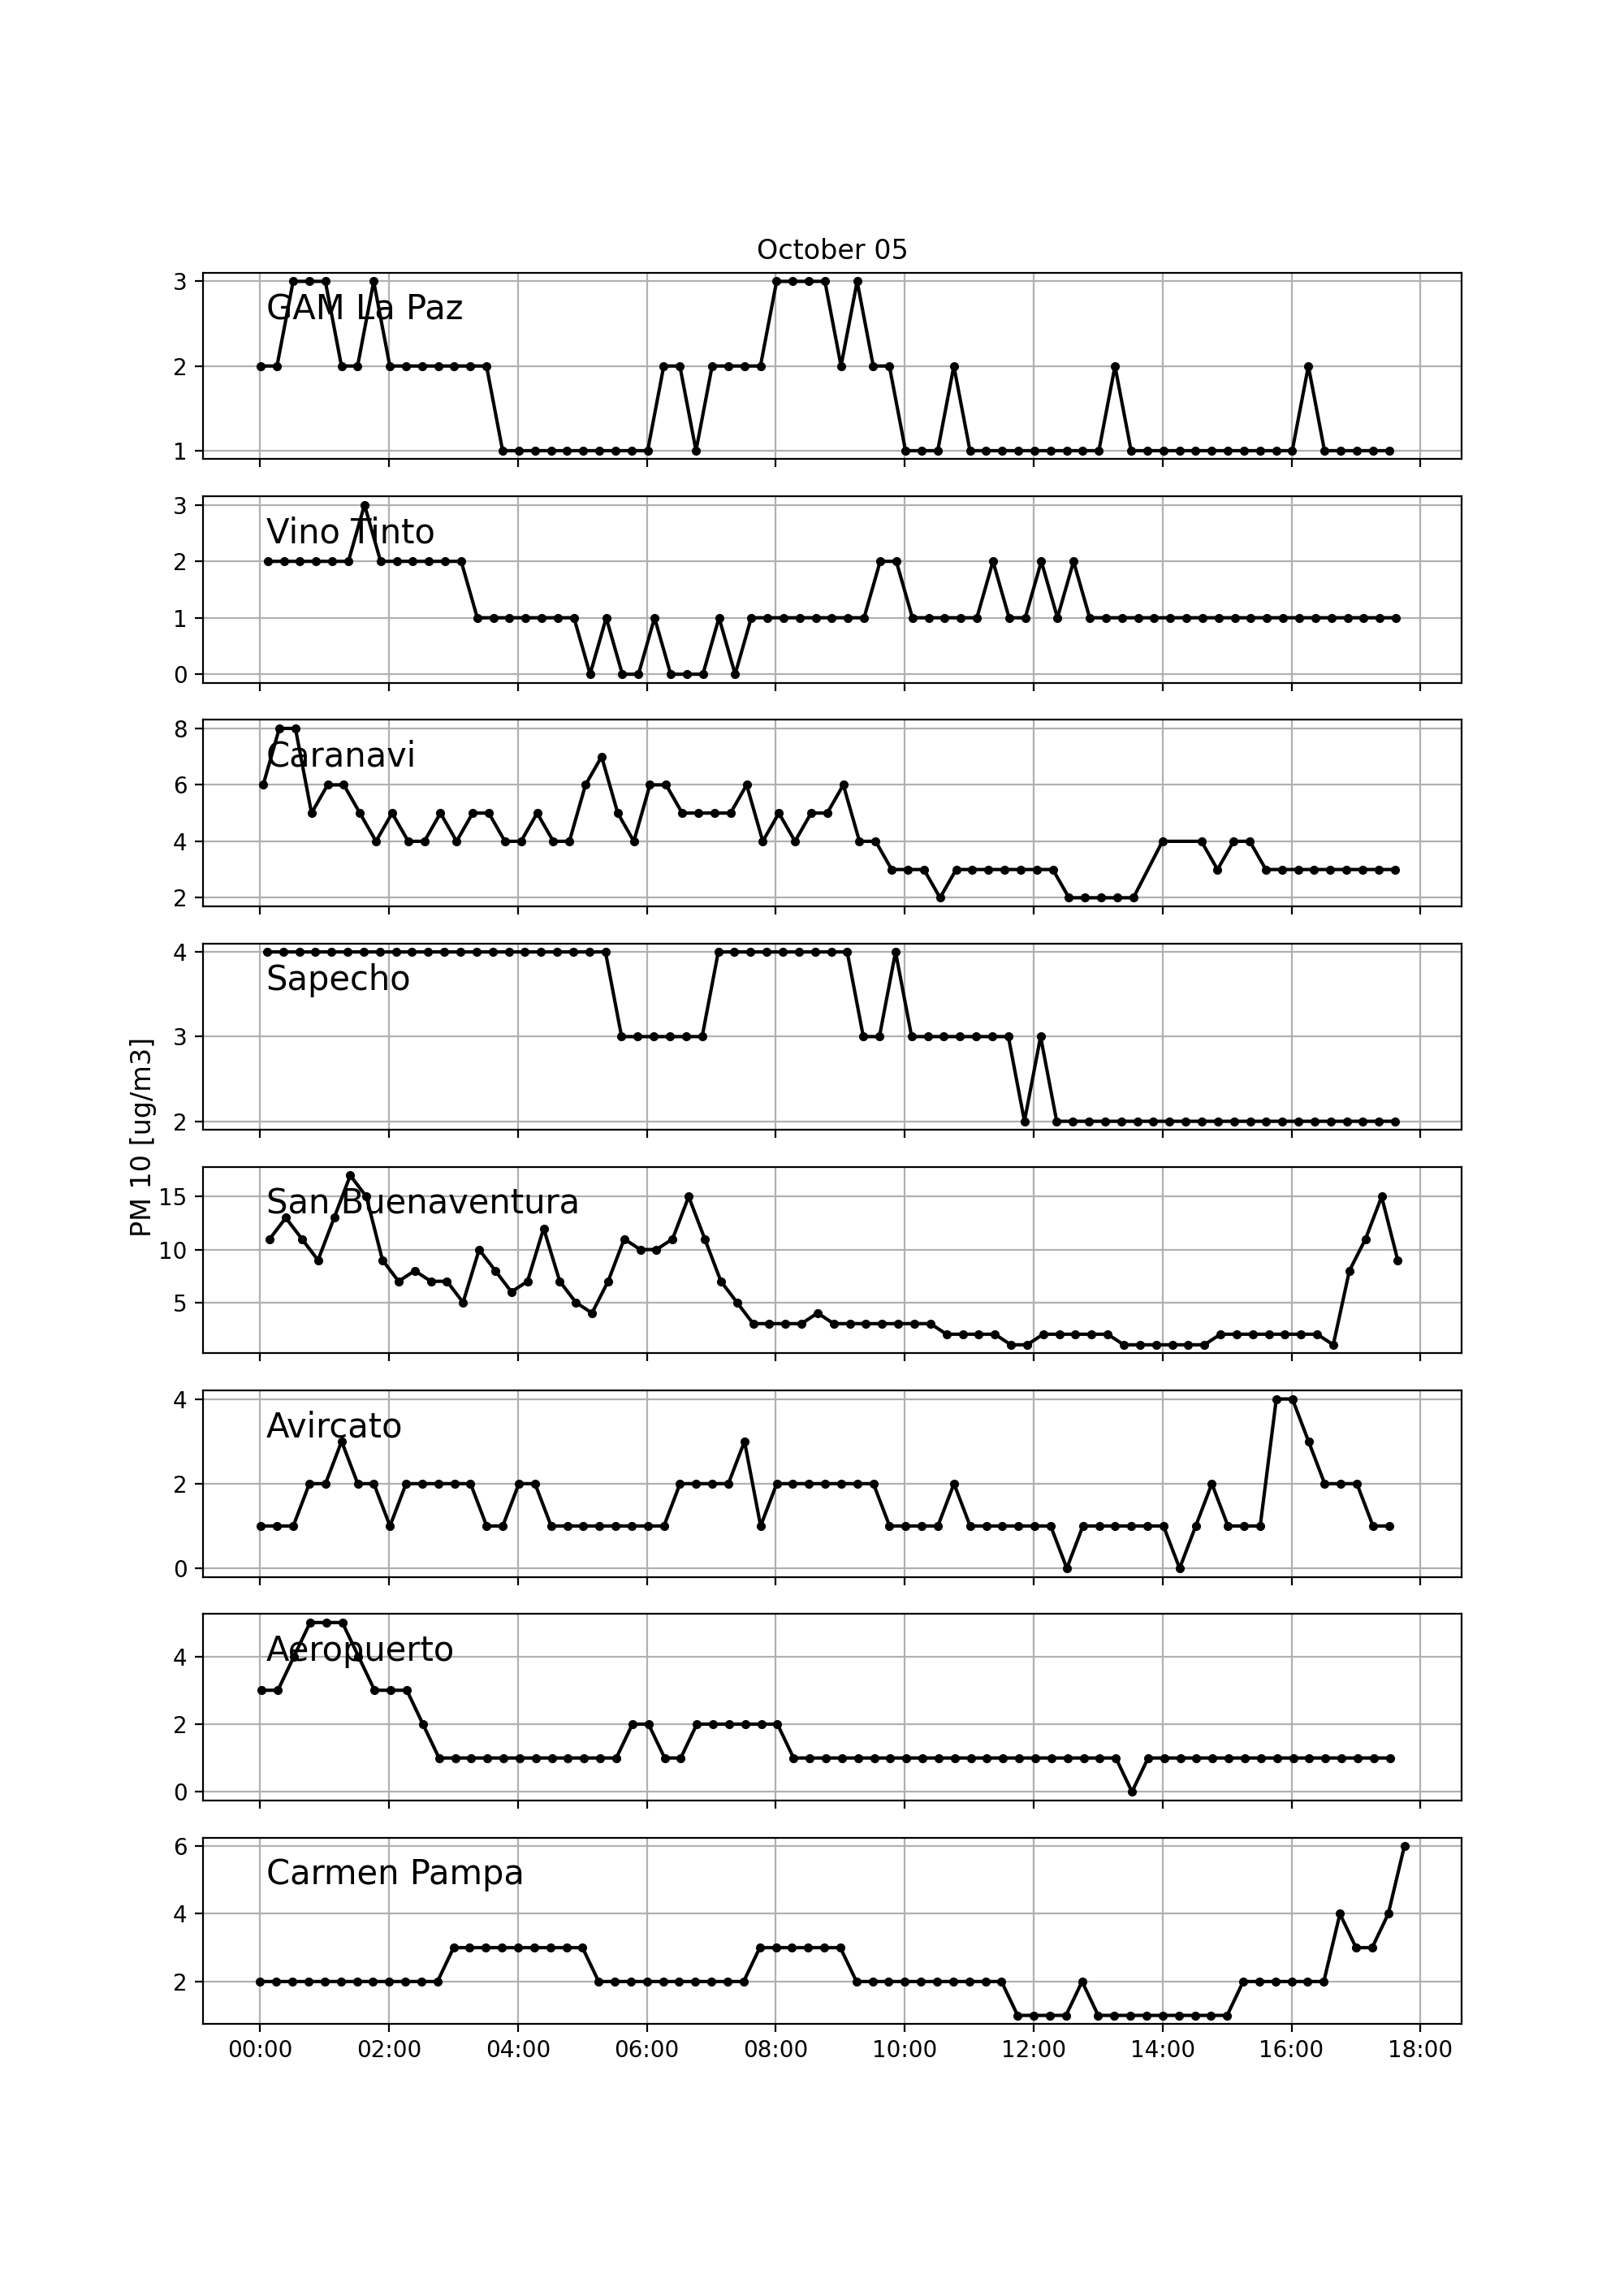 October 05
PM 10 [ug/m3]
GAM La Paz
3
2
1
Vino Tinto
3
2
1
0
Caranavi
8
6
4
2
Sapecho
4
3
2
San Buenaventura
15
10
5
Avircato
4
2
0
Aeropuerto
4
2
0
Carmen Pampa
6
4
2
00:00 02:00 04:00 06:00 08:00 10:00 12:00 14:00 16:00 18:00